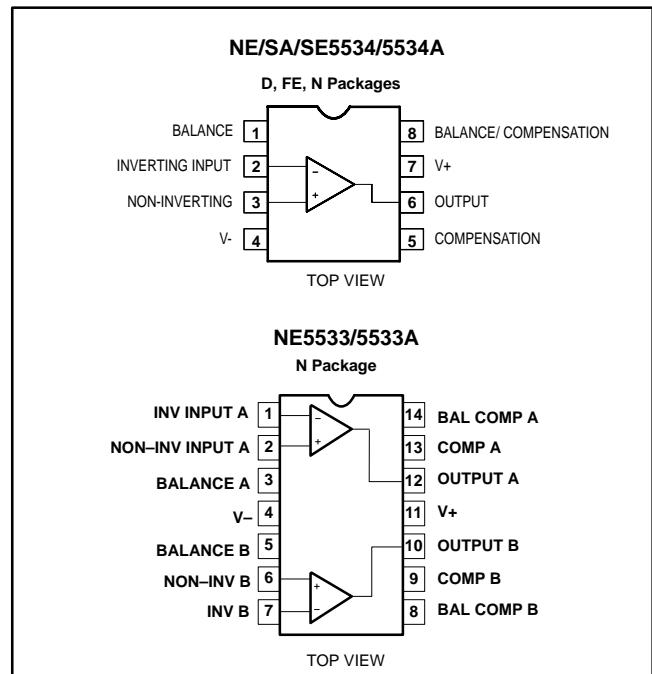 NE/SA/SE5534/5534A
D, FE, N Packages
BALANCE 1 8 BALANCE/ COMPENSATION
INVERTING INPUT 2 − 7 V+
NON-INVERTING 3 + 6 OUTPUT
V- 4 5 COMPENSATION
TOP VIEW
NE5533/5533A
N Package
INV INPUT A 1 − 14 BAL COMP A
NON–INV INPUT A 2 + 13 COMP A
BALANCE A 3 12 OUTPUT A
V– 4 11 V+
BALANCE B 5 10 OUTPUT B
NON–INV B 6 + 9 COMP B
INV B 7 − 8 BAL COMP B
TOP VIEW